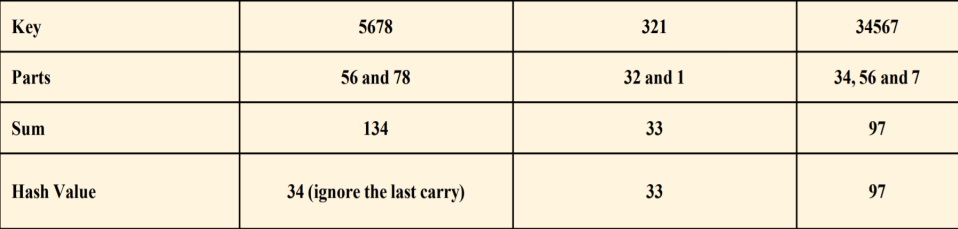 Key 5678 321 34567
Parts 56 and 78 32 and 1 34, 56 and 7
Sum 134 33 97
Hash Value 34 (ignore the last carry) 33 97